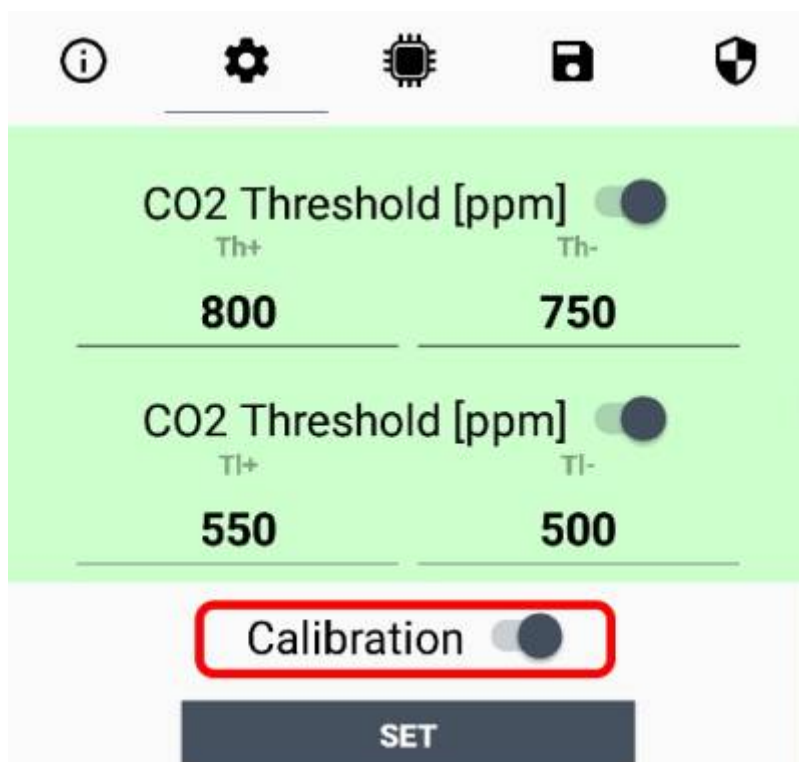 CO2 Threshold [ppm]
Th+ Th-
800 750
CO2 Threshold [ppm]
Tl+ Tl-
550 500
Calibration
SET